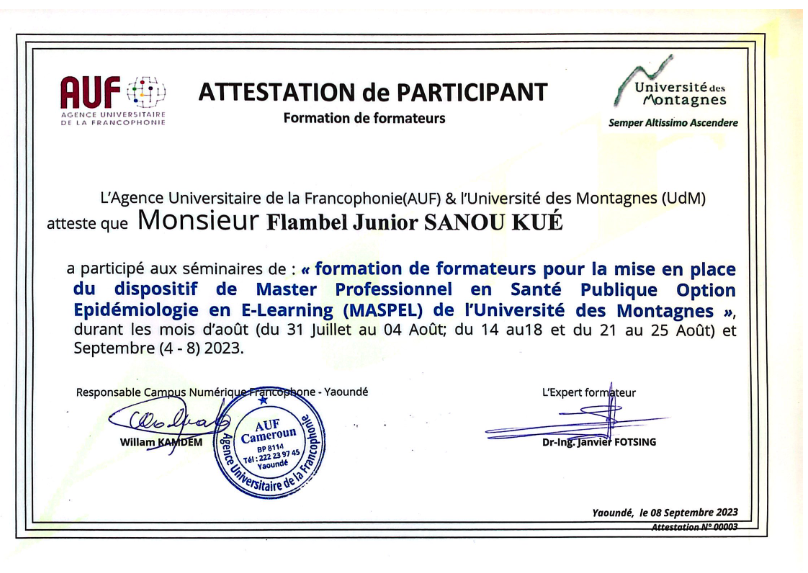 AUF
AGENCE UNIVERSITAIRE
DE LA FRANCOPHONIE
ATTESTATION de PARTICIPANT
Formation de formateurs
Université des
Montagnes
Semper Altissimo Ascendere
L'Agence Universitaire de la Francophonie(AUF) & l'Université des Montagnes (UdM)
atteste que Monsieur Flambel Junior SANOU KUÉ
a participé aux séminaires de : « formation de formateurs pour la mise en place
du dispositif de Master Professionnel en Santé Publique Option
Epidémiologie en E-Learning (MASPEL) de l'Université des Montagnes »,
durant les mois d'août (du 31 Juillet au 04 Août; du 14 au18 et du 21 au 25 Août) et
Septembre (4 - 8) 2023.
Responsable Campus Numérique Francophone - Yaoundé
L'Expert formateur
Willam KAMDEM
Dr-Ing. Janvier FOTSING
AUF
Cameroun
BP 8114
Tél : 222 23 97 45
Yaoundé
Agence Universitaire de la Francophonie
Yaoundé, le 08 Septembre 2023
Attestation N° 00003